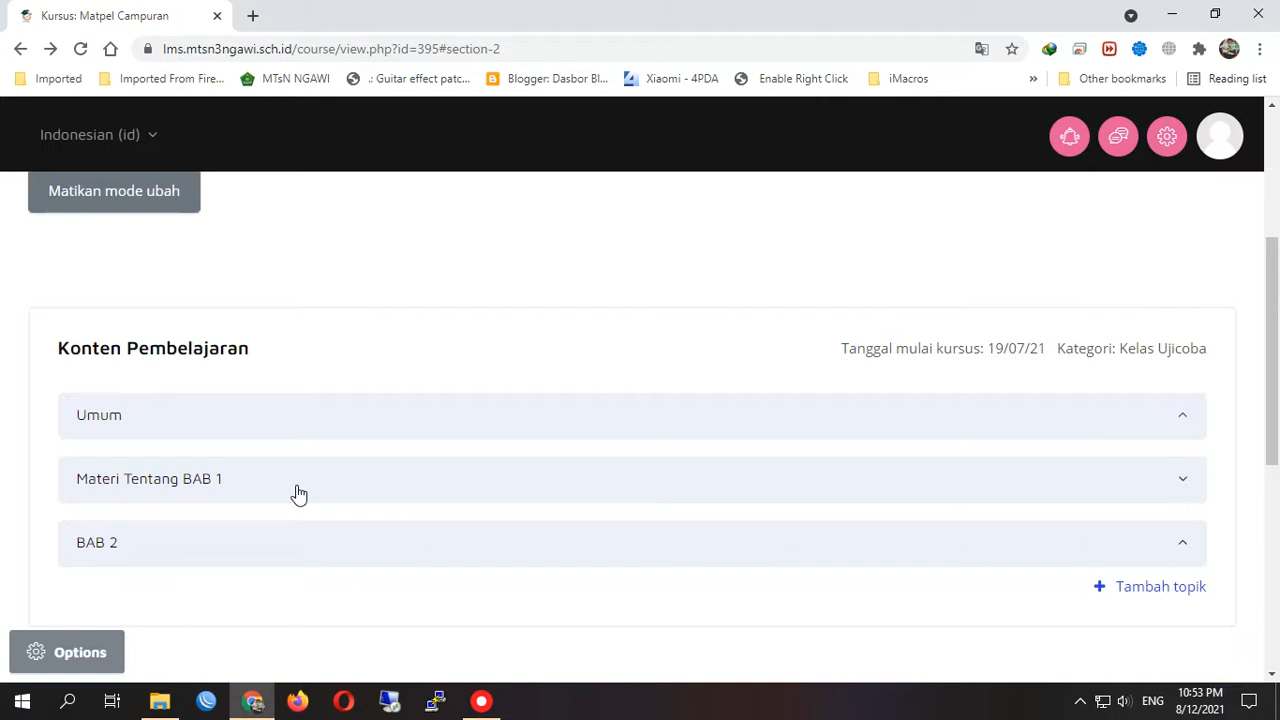 Kursus: Matpel Campuran
lms.mtsn3ngawi.sch.id/course/view.php?id=395#section-2
Imported
Imported From Fire...
MTsN NGAWI
.: Guitar effect patc...
Blogger: Dasbor Bl...
Xiaomi - 4PDA
Enable Right Click
iMacros
»
Other bookmarks
Reading list
Indonesian (id)
Matikan mode ubah
Konten Pembelajaran
Tanggal mulai kursus: 19/07/21 Kategori: Kelas Ujicoba
Umum
Materi Tentang BAB 1
BAB 2
+ Tambah topik
Options
ENG
10:53 PM
8/12/2021